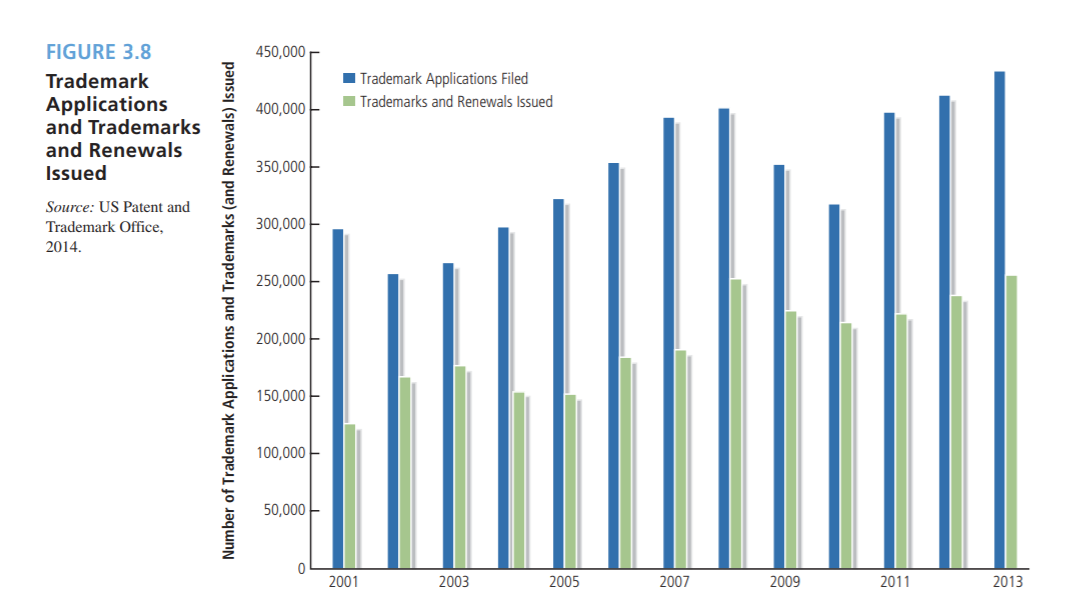 FIGURE 3.8
Trademark
Applications
and Trademarks
and Renewals
Issued
Source: US Patent and
Trademark Office,
2014.
Number of Trademark Applications and Trademarks (and Renewals) Issued
450,000
400,000
350,000
300,000
250,000
200,000
150,000
100,000
50,000
0
Trademark Applications Filed
Trademarks and Renewals Issued
2001 2003 2005 2007 2009 2011 2013